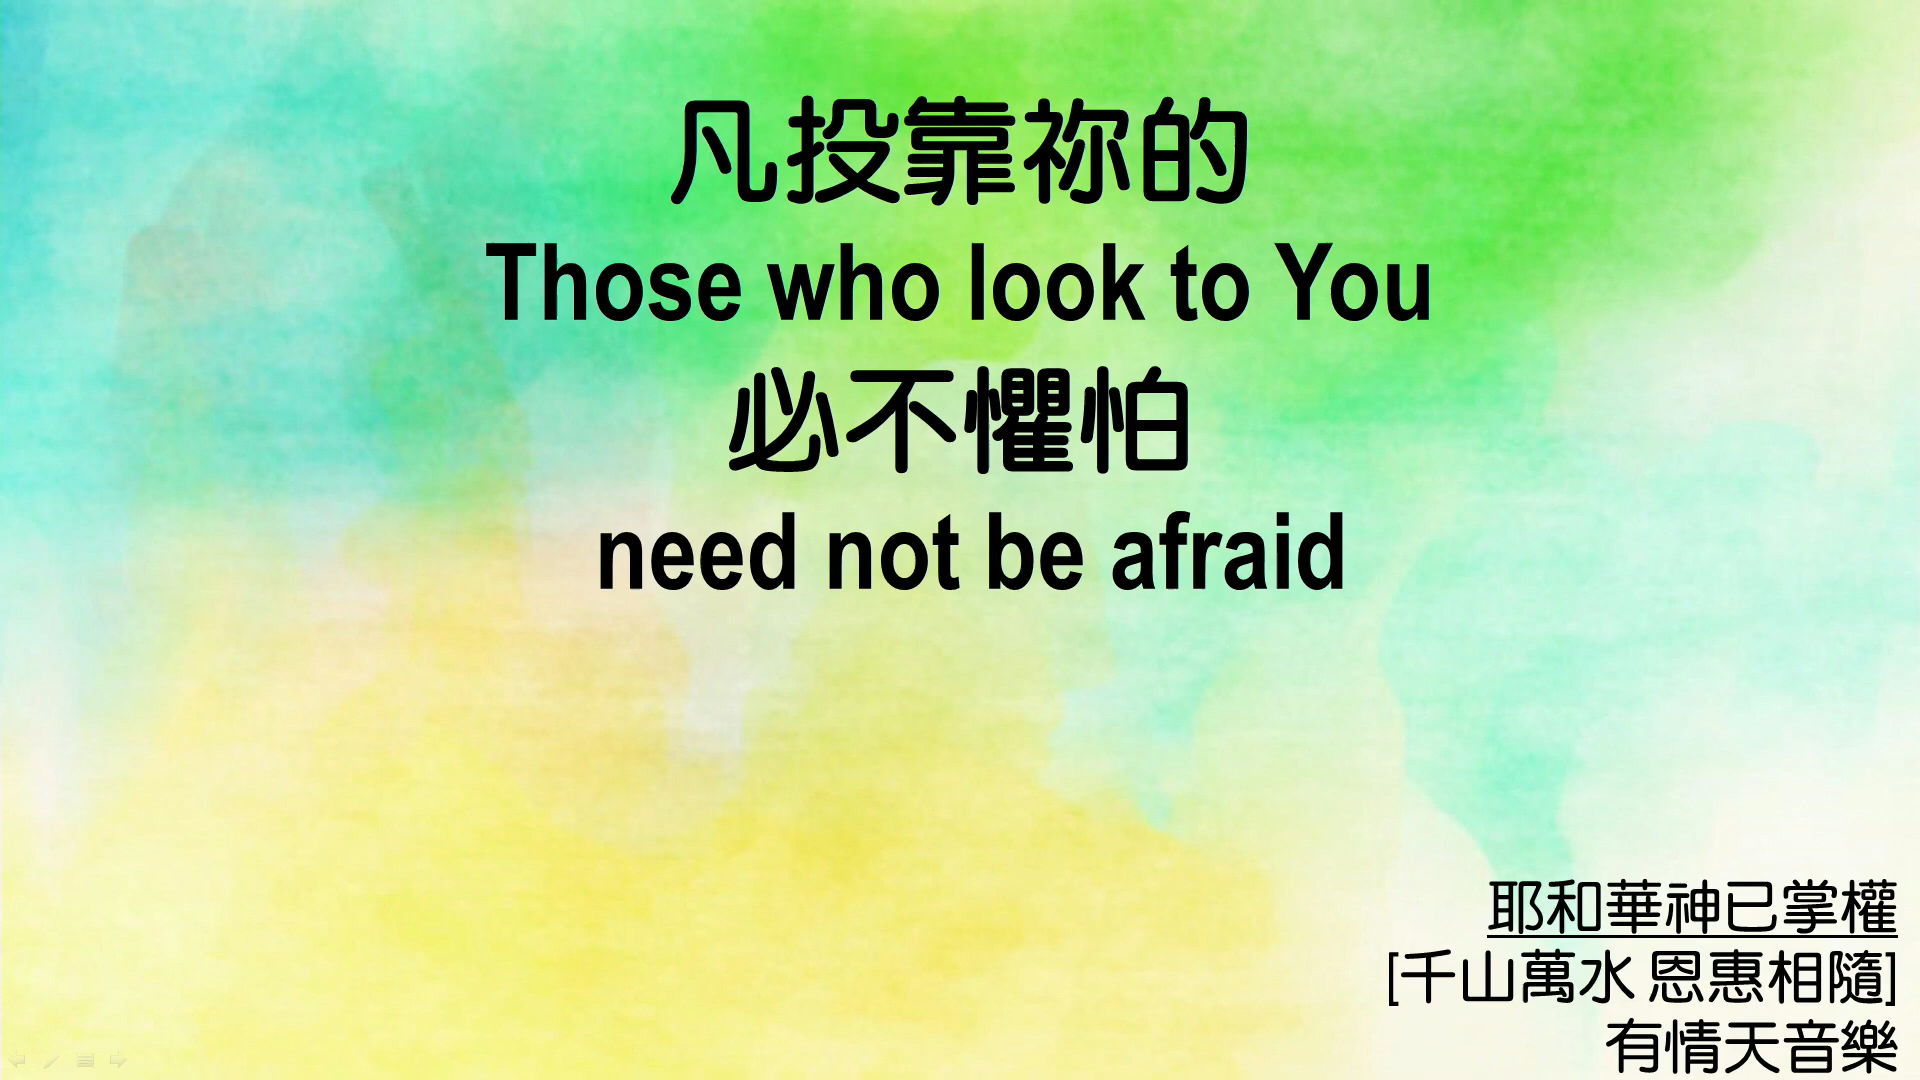 凡投靠祢的
Those who look to You
必不懼怕
need not be afraid
耶和華神已掌權
[千山萬水 恩惠相隨]
有情天音樂